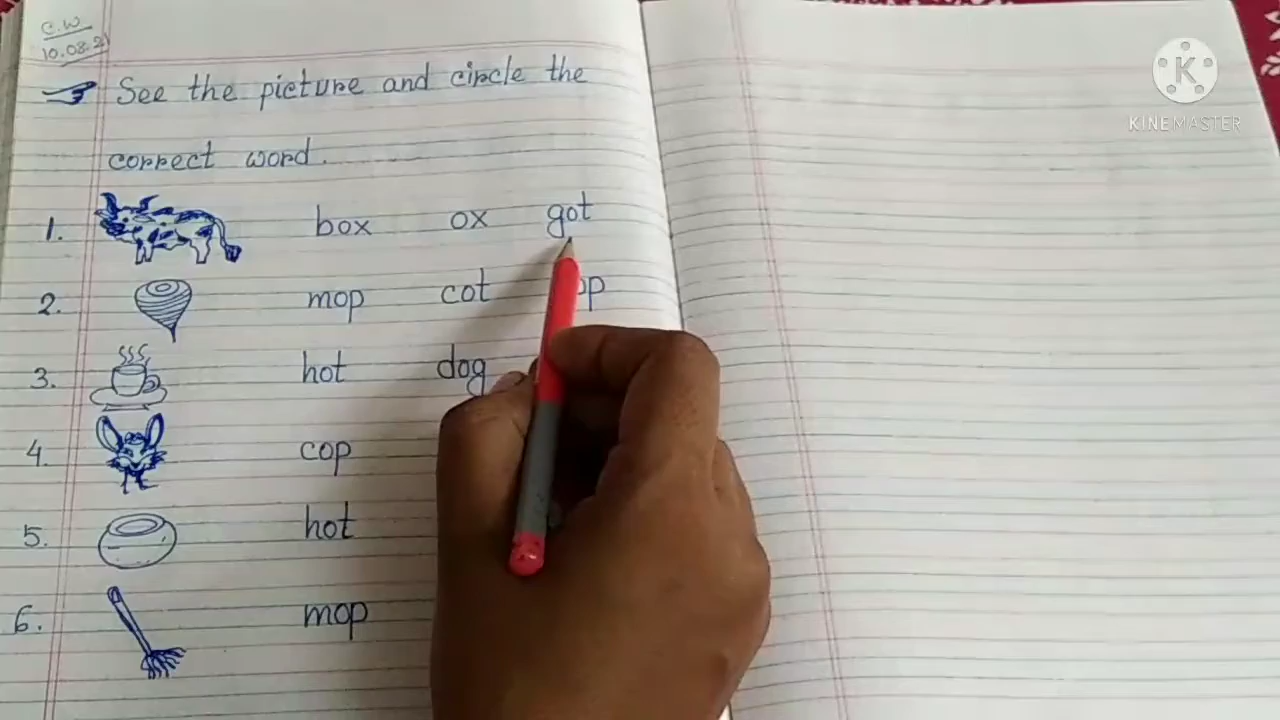 C.W
10.08.21
See the picture and circle the
correct word.
1. box ox got
2. mop cot
3. hot dog
4. cop
5. hot
6. mop
K
KINEMASTER